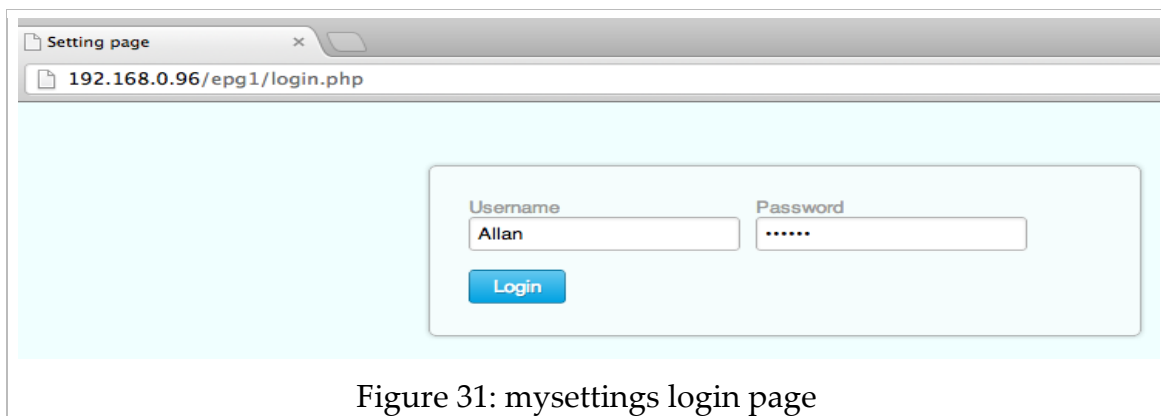 Setting page
192.168.0.96/epg1/login.php
Username Password
Allan ••••••
Login
Figure 31: mysettings login page